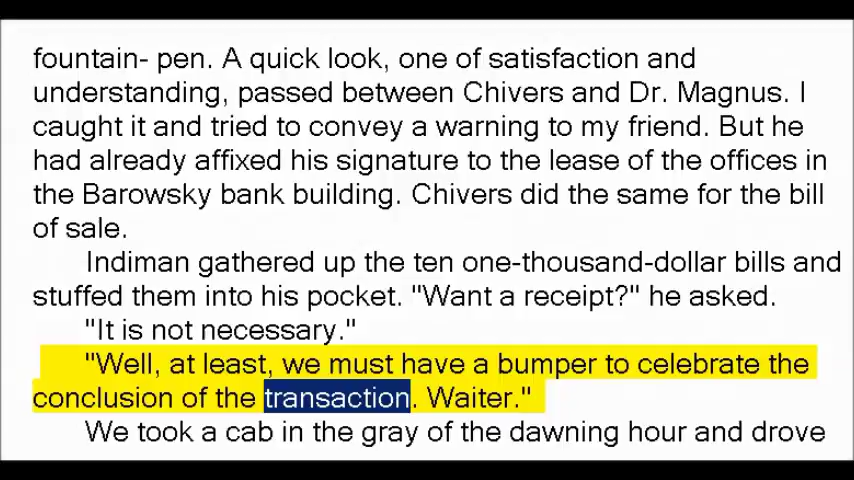 fountain- pen. A quick look, one of satisfaction and
understanding, passed between Chivers and Dr. Magnus. I
caught it and tried to convey a warning to my friend. But he
had already affixed his signature to the lease of the offices in
the Barowsky bank building. Chivers did the same for the bill
of sale.
Indiman gathered up the ten one-thousand-dollar bills and
stuffed them into his pocket. "Want a receipt?" he asked.
"It is not necessary."
"Well, at least, we must have a bumper to celebrate the
conclusion of the transaction. Waiter."
We took a cab in the gray of the dawning hour and drove